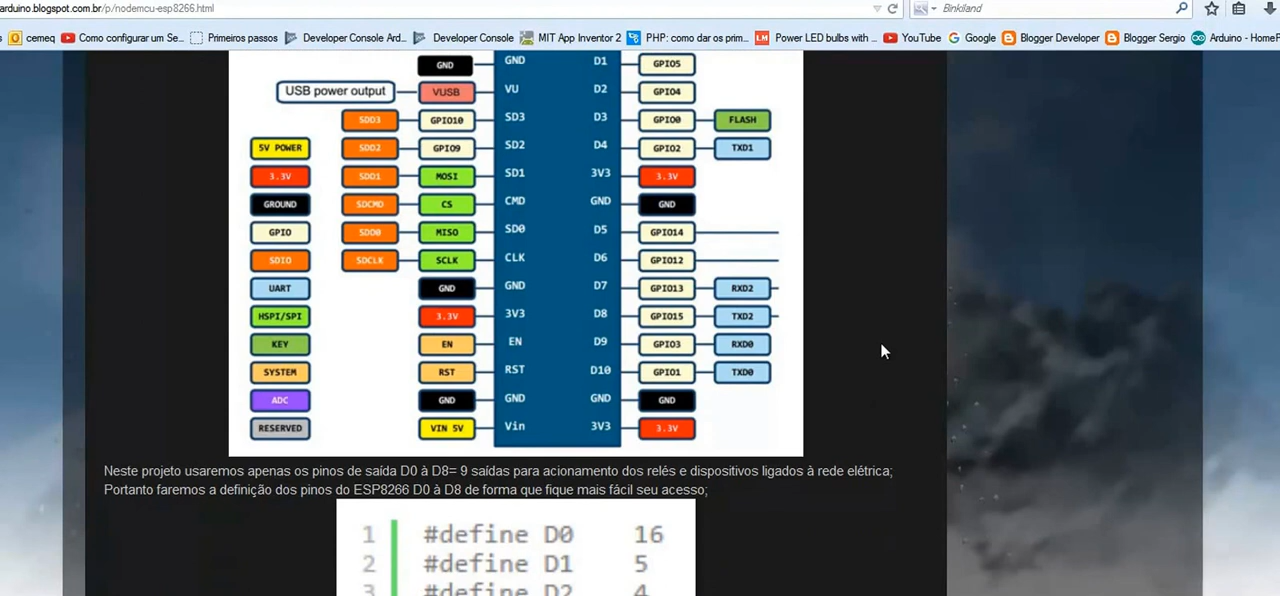 arduino.blogspot.com.br/p/nodemcu-esp8266.html Binkiland
cemeq Como configurar um Se... Primeiros passos Developer Console Ard... Developer Console MIT App Inventor 2 PHP: como dar os prim... LM Power LED bulbs with ... YouTube Google Blogger Developer Blogger Sergio Arduino - HomeP
GND GND D1 GPIO5
USB power output VUSB VU D2 GPIO4
SDD3 GPIO10 SD3 D3 GPIO0 FLASH
5V POWER SDD2 GPIO9 SD2 D4 GPIO2 TXD1
3.3V SDD1 MOSI SD1 3V3 3.3V
GROUND SDCMD CS CMD GND GND
GPIO SDD0 MISO SD0 D5 GPIO14
SDIO SDCLK SCLK CLK D6 GPIO12
UART GND GND D7 GPIO13 RXD2
HSPI/SPI 3.3V 3V3 D8 GPIO15 TXD2
KEY EN EN D9 GPIO3 RXD0
SYSTEM RST RST D10 GPIO1 TXD0
ADC GND GND GND GND
RESERVED VIN 5V Vin 3V3 3.3V
Neste projeto usaremos apenas os pinos de saída D0 à D8= 9 saídas para acionamento dos relés e dispositivos ligados à rede elétrica;
Portanto faremos a definição dos pinos do ESP8266 D0 à D8 de forma que fique mais fácil seu acesso;
1 #define D0 16
2 #define D1 5
3 #define D2 4